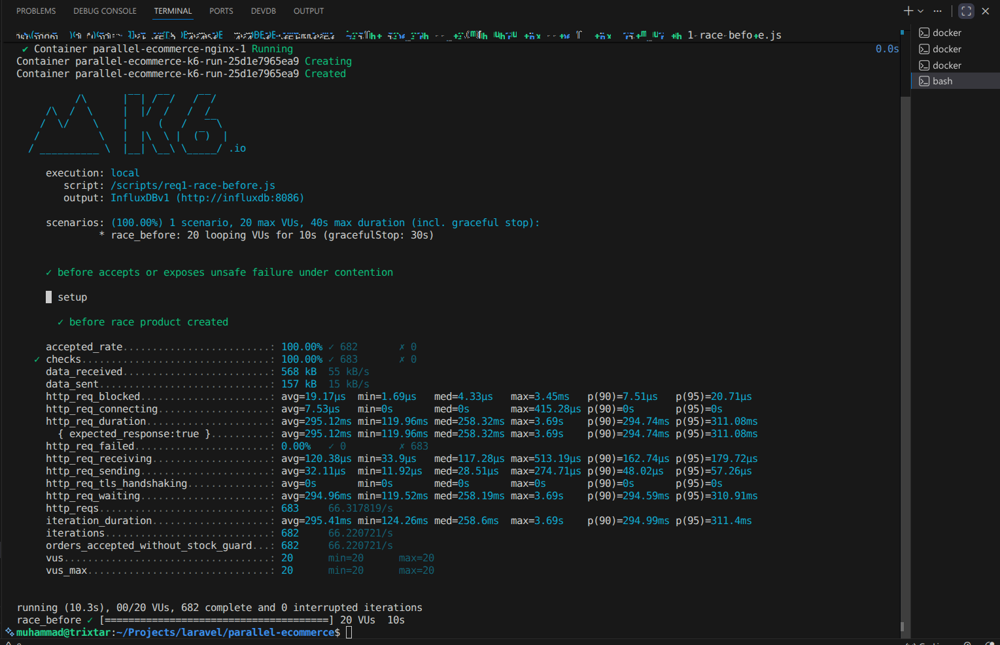 PROBLEMS DEBUG CONSOLE TERMINAL PORTS DEVDB OUTPUT
1-race-before.js
✔ Container parallel-ecommerce-nginx-1 Running 0.0s
Container parallel-ecommerce-k6-run-25d1e7965ea9 Creating
Container parallel-ecommerce-k6-run-25d1e7965ea9 Created
.io
execution: local
script: /scripts/req1-race-before.js
output: InfluxDBv1 (http://influxdb:8086)
scenarios: (100.00%) 1 scenario, 20 max VUs, 40s max duration (incl. graceful stop):
* race_before: 20 looping VUs for 10s (gracefulStop: 30s)
✓ before accepts or exposes unsafe failure under contention
█ setup
✓ before race product created
accepted_rate.........................: 100.00% ✓ 682 ✗ 0
✓ checks................................: 100.00% ✓ 683 ✗ 0
data_received.........................: 568 kB 55 kB/s
data_sent.............................: 157 kB 15 kB/s
http_req_blocked......................: avg=19.17µs min=1.69µs med=4.33µs max=3.45ms p(90)=7.51µs p(95)=20.71µs
http_req_connecting...................: avg=7.53µs min=0s med=0s max=415.28µs p(90)=0s p(95)=0s
http_req_duration.....................: avg=295.12ms min=119.96ms med=258.32ms max=3.69s p(90)=294.74ms p(95)=311.08ms
{ expected_response:true }..........: avg=295.12ms min=119.96ms med=258.32ms max=3.69s p(90)=294.74ms p(95)=311.08ms
http_req_failed.......................: 0.00% ✓ 0 ✗ 683
http_req_receiving....................: avg=120.38µs min=33.9µs med=117.28µs max=513.19µs p(90)=162.74µs p(95)=179.72µs
http_req_sending......................: avg=32.11µs min=11.92µs med=28.51µs max=274.71µs p(90)=48.02µs p(95)=57.26µs
http_req_tls_handshaking..............: avg=0s min=0s med=0s max=0s p(90)=0s p(95)=0s
http_req_waiting......................: avg=294.96ms min=119.52ms med=258.19ms max=3.69s p(90)=294.59ms p(95)=310.91ms
http_reqs.............................: 683 66.317819/s
iteration_duration....................: avg=295.41ms min=124.26ms med=258.6ms max=3.69s p(90)=294.99ms p(95)=311.4ms
iterations............................: 682 66.220721/s
orders_accepted_without_stock_guard...: 682 66.220721/s
vus...................................: 20 min=20 max=20
vus_max...............................: 20 min=20 max=20
running (10.3s), 00/20 VUs, 682 complete and 0 interrupted iterations
race_before ✓ [======================================] 20 VUs 10s
muhammad@trixtar:~/Projects/laravel/parallel-ecommerce$
docker
docker
docker
bash